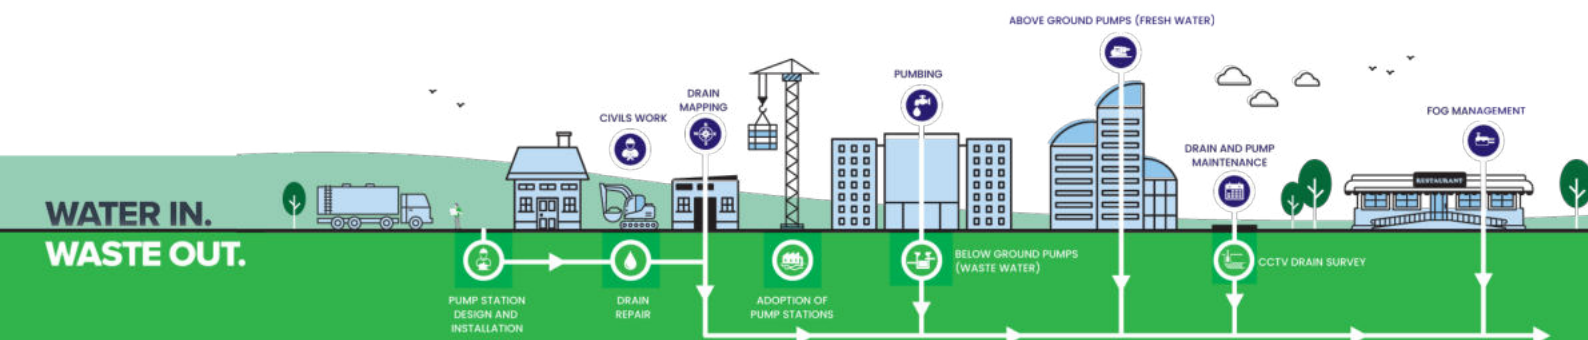 ABOVE GROUND PUMPS (FRESH WATER)
PUMBING
DRAIN
MAPPING
CIVILS WORK
FOG MANAGEMENT
DRAIN AND PUMP
MAINTENANCE
RESTAURANT
WATER IN.
WASTE OUT.
BELOW GROUND PUMPS
(WASTE WATER)
CCTV DRAIN SURVEY
PUMP STATION
DESIGN AND
INSTALLATION
DRAIN
REPAIR
ADOPTION OF
PUMP STATIONS